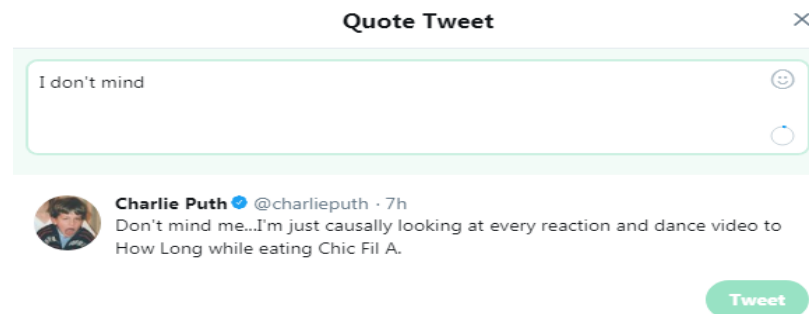 Quote Tweet
I don't mind
Charlie Puth @charlieputh · 7h
Don't mind me...I'm just causally looking at every reaction and dance video to
How Long while eating Chic Fil A.
Tweet